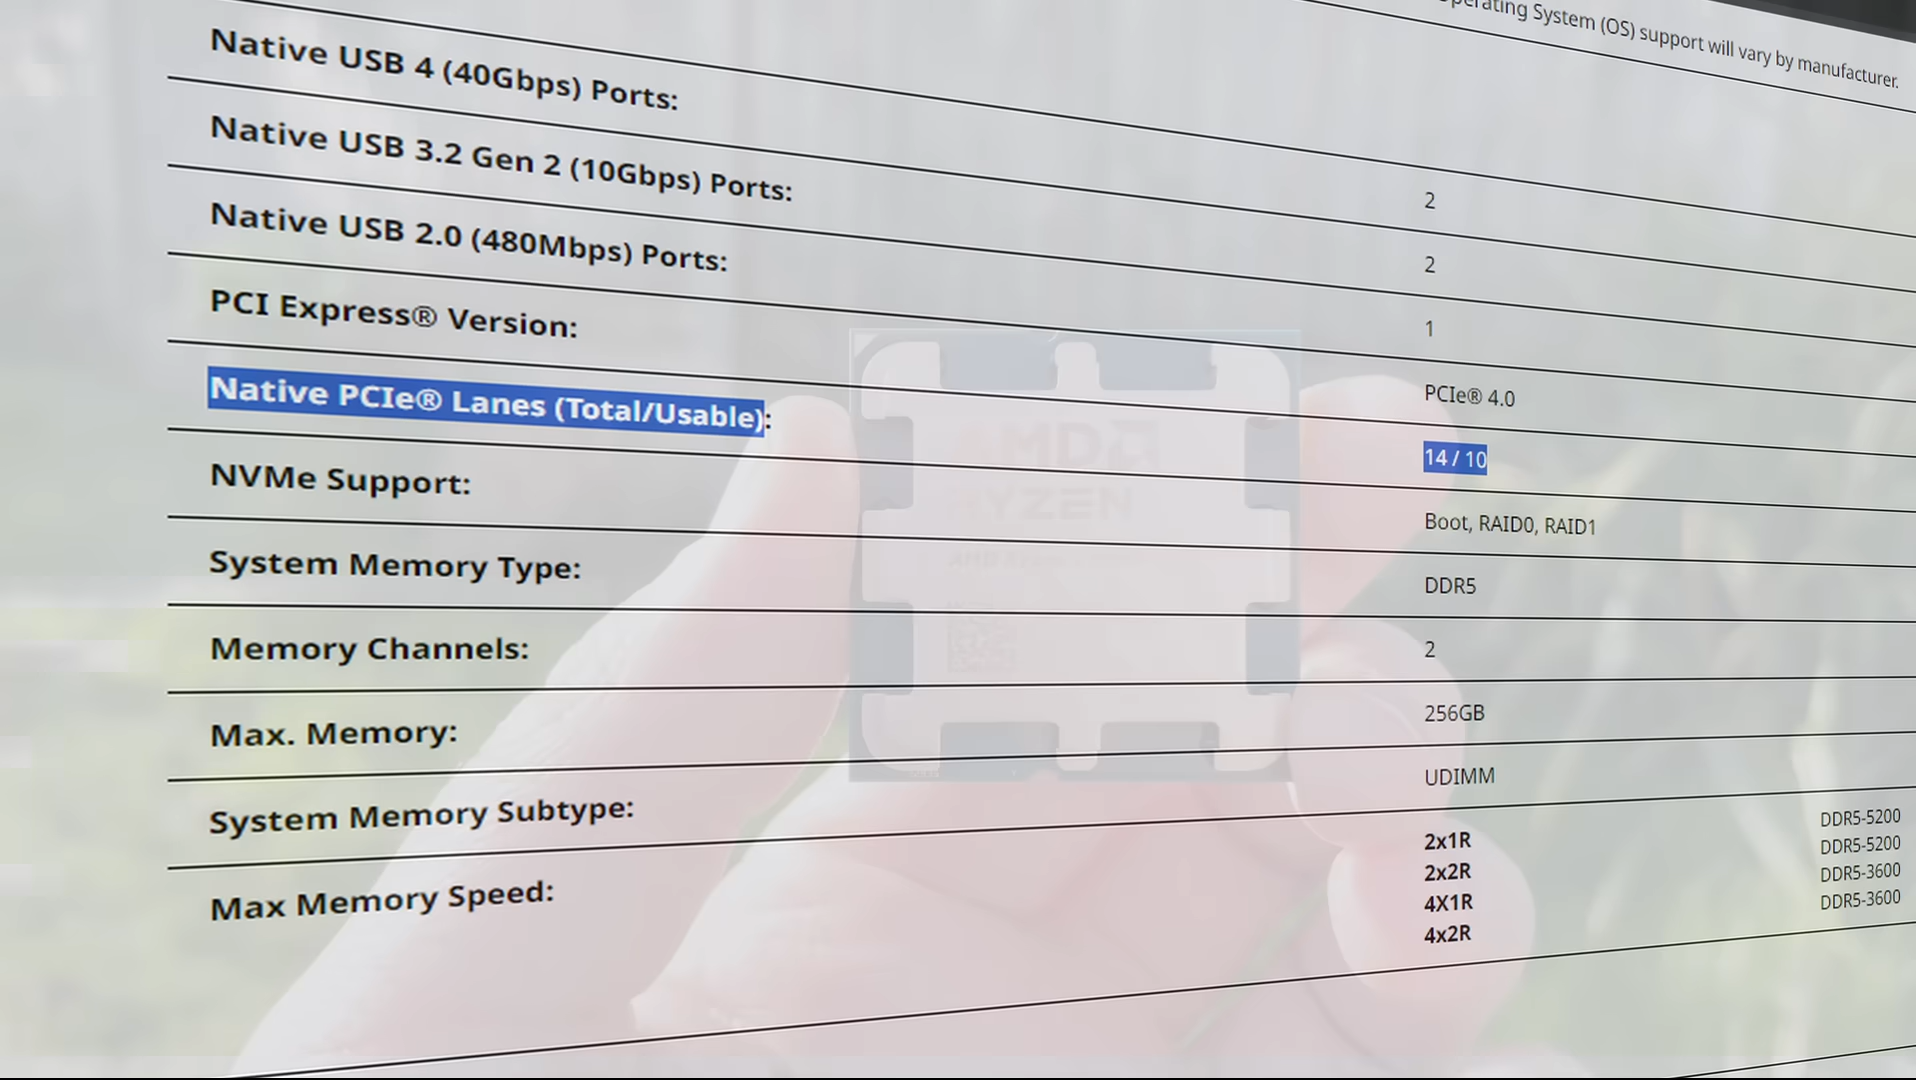 perating System (OS) support will vary by manufacturer.
Native USB 4 (40Gbps) Ports:
2
Native USB 3.2 Gen 2 (10Gbps) Ports:
2
Native USB 2.0 (480Mbps) Ports:
1
PCI Express® Version:
PCIe® 4.0
Native PCIe® Lanes (Total/Usable):
14 / 10
NVMe Support:
Boot, RAID0, RAID1
System Memory Type:
DDR5
Memory Channels:
2
Max. Memory:
256GB
System Memory Subtype:
UDIMM
Max Memory Speed:
2x1R DDR5-5200
2x2R DDR5-5200
4X1R DDR5-3600
4x2R DDR5-3600
AMD
RYZEN